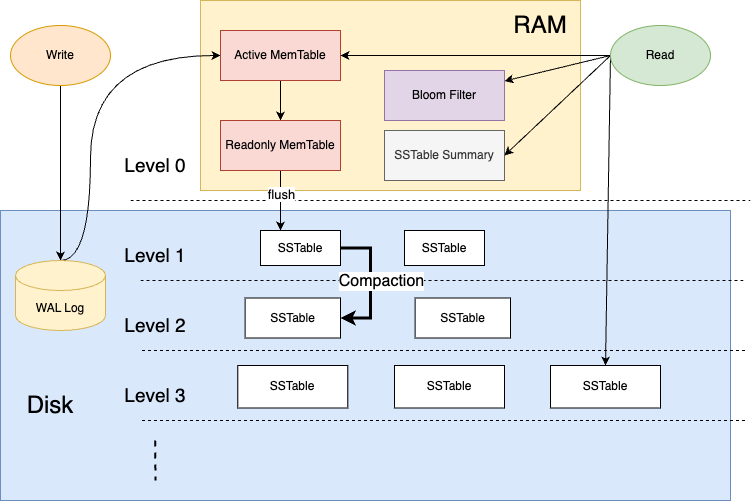 RAM
Write
Active MemTable
Read
Bloom Filter
Readonly MemTable
SSTable Summary
Level 0
flush
Level 1
SSTable
SSTable
Compaction
WAL Log
Level 2
SSTable
SSTable
Level 3
SSTable
SSTable
SSTable
Disk